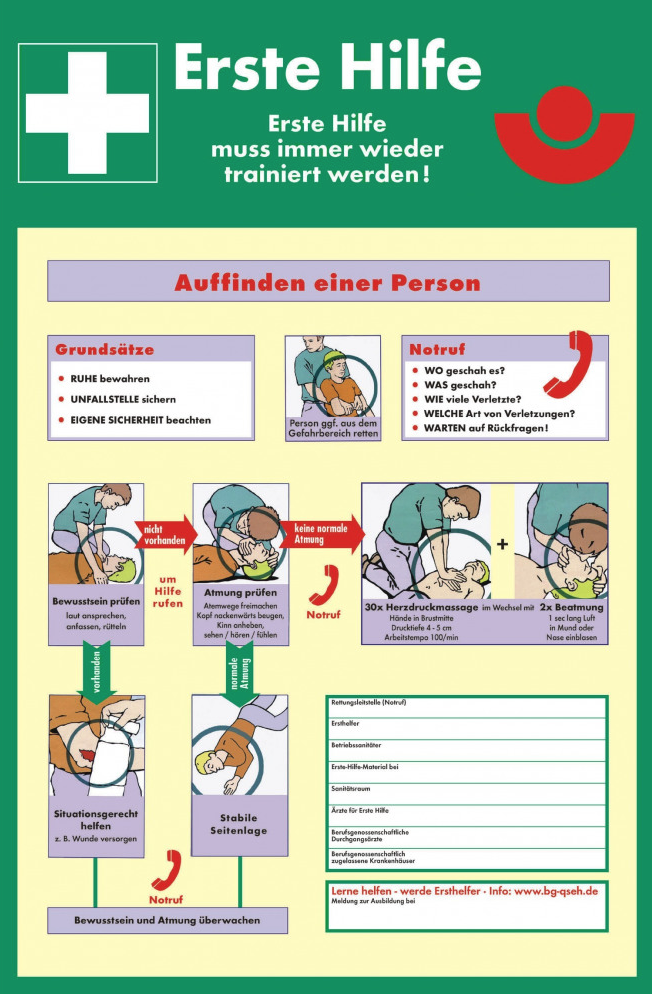 Erste Hilfe
Erste Hilfe
muss immer wieder
trainiert werden!
Auffinden einer Person
Grundsätze
RUHE bewahren
UNFALLSTELLE sichern
EIGENE SICHERHEIT beachten
Person ggf. aus dem
Gefahrbereich retten
Notruf
WO geschah es?
WAS geschah?
WIE viele Verletzte?
WELCHE Art von Verletzungen?
WARTEN auf Rückfragen!
Bewusstsein prüfen
laut ansprechen,
anfassen, rütteln
nicht
vorhanden
um
Hilfe
rufen
Atmung prüfen
Atemwege freimachen
Kopf nackenwärts beugen,
Kinn anheben,
sehen / hören / fühlen
keine normale
Atmung
Notruf
30x Herzdruckmassage im Wechsel mit
Hände in Brustmitte
Drucktiefe 4 - 5 cm
Arbeitstempo 100/min
+
2x Beatmung
1 sec lang Luft
in Mund oder
Nase einblasen
vorhanden
normale
Atmung
Situationsgerecht
helfen
z. B. Wunde versorgen
Stabile
Seitenlage
Notruf
Bewusstsein und Atmung überwachen
Rettungsleitstelle (Notruf)
Ersthelfer
Betriebssanitäter
Erste-Hilfe-Material bei
Sanitätsraum
Ärzte für Erste Hilfe
Berufsgenossenschaftliche
Durchgangsärzte
Berufsgenossenschaftlich
zugelassene Krankenhäuser
Lerne helfen - werde Ersthelfer · Info: www.bg-qseh.de
Meldung zur Ausbildung bei